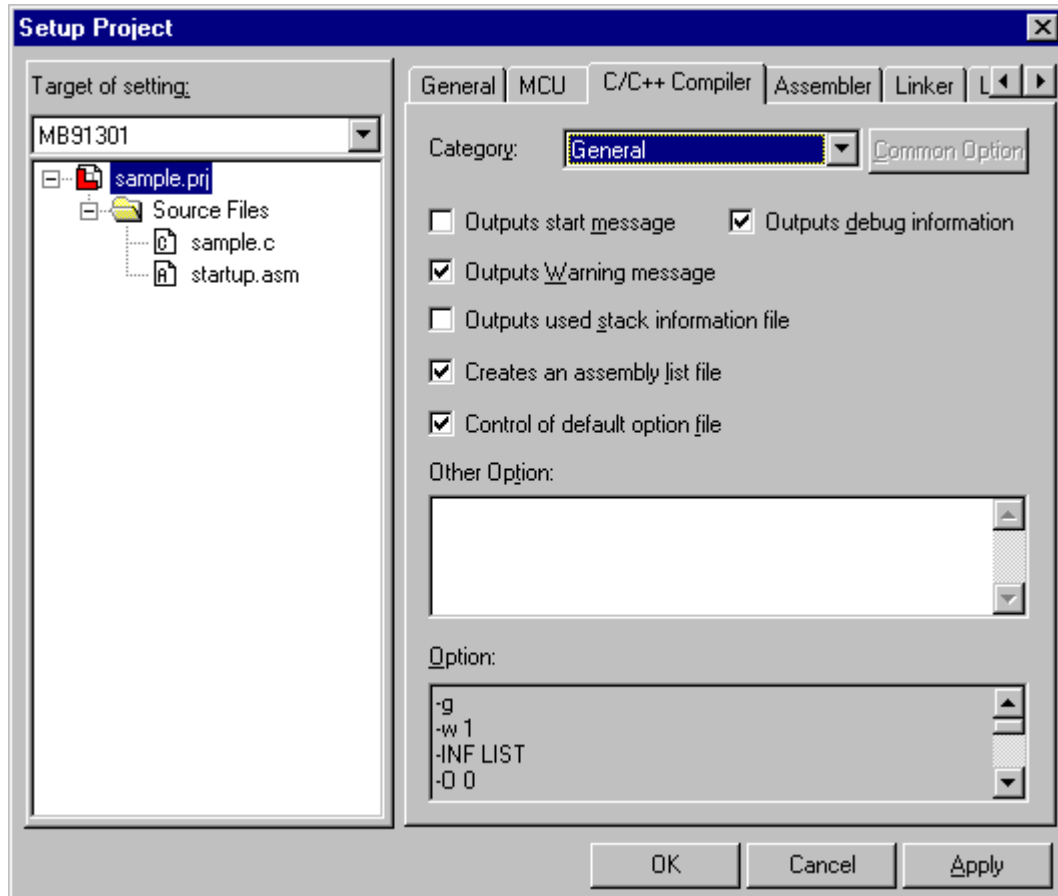 Setup Project
Target of setting:
MB91301
sample.prj
Source Files
sample.c
startup.asm
General MCU C/C++ Compiler Assembler Linker L
Category: General Common Option
Outputs start message Outputs debug information
Outputs Warning message
Outputs used stack information file
Creates an assembly list file
Control of default option file
Other Option:
Option:
-g
-w 1
-INF LIST
-O 0
OK Cancel Apply